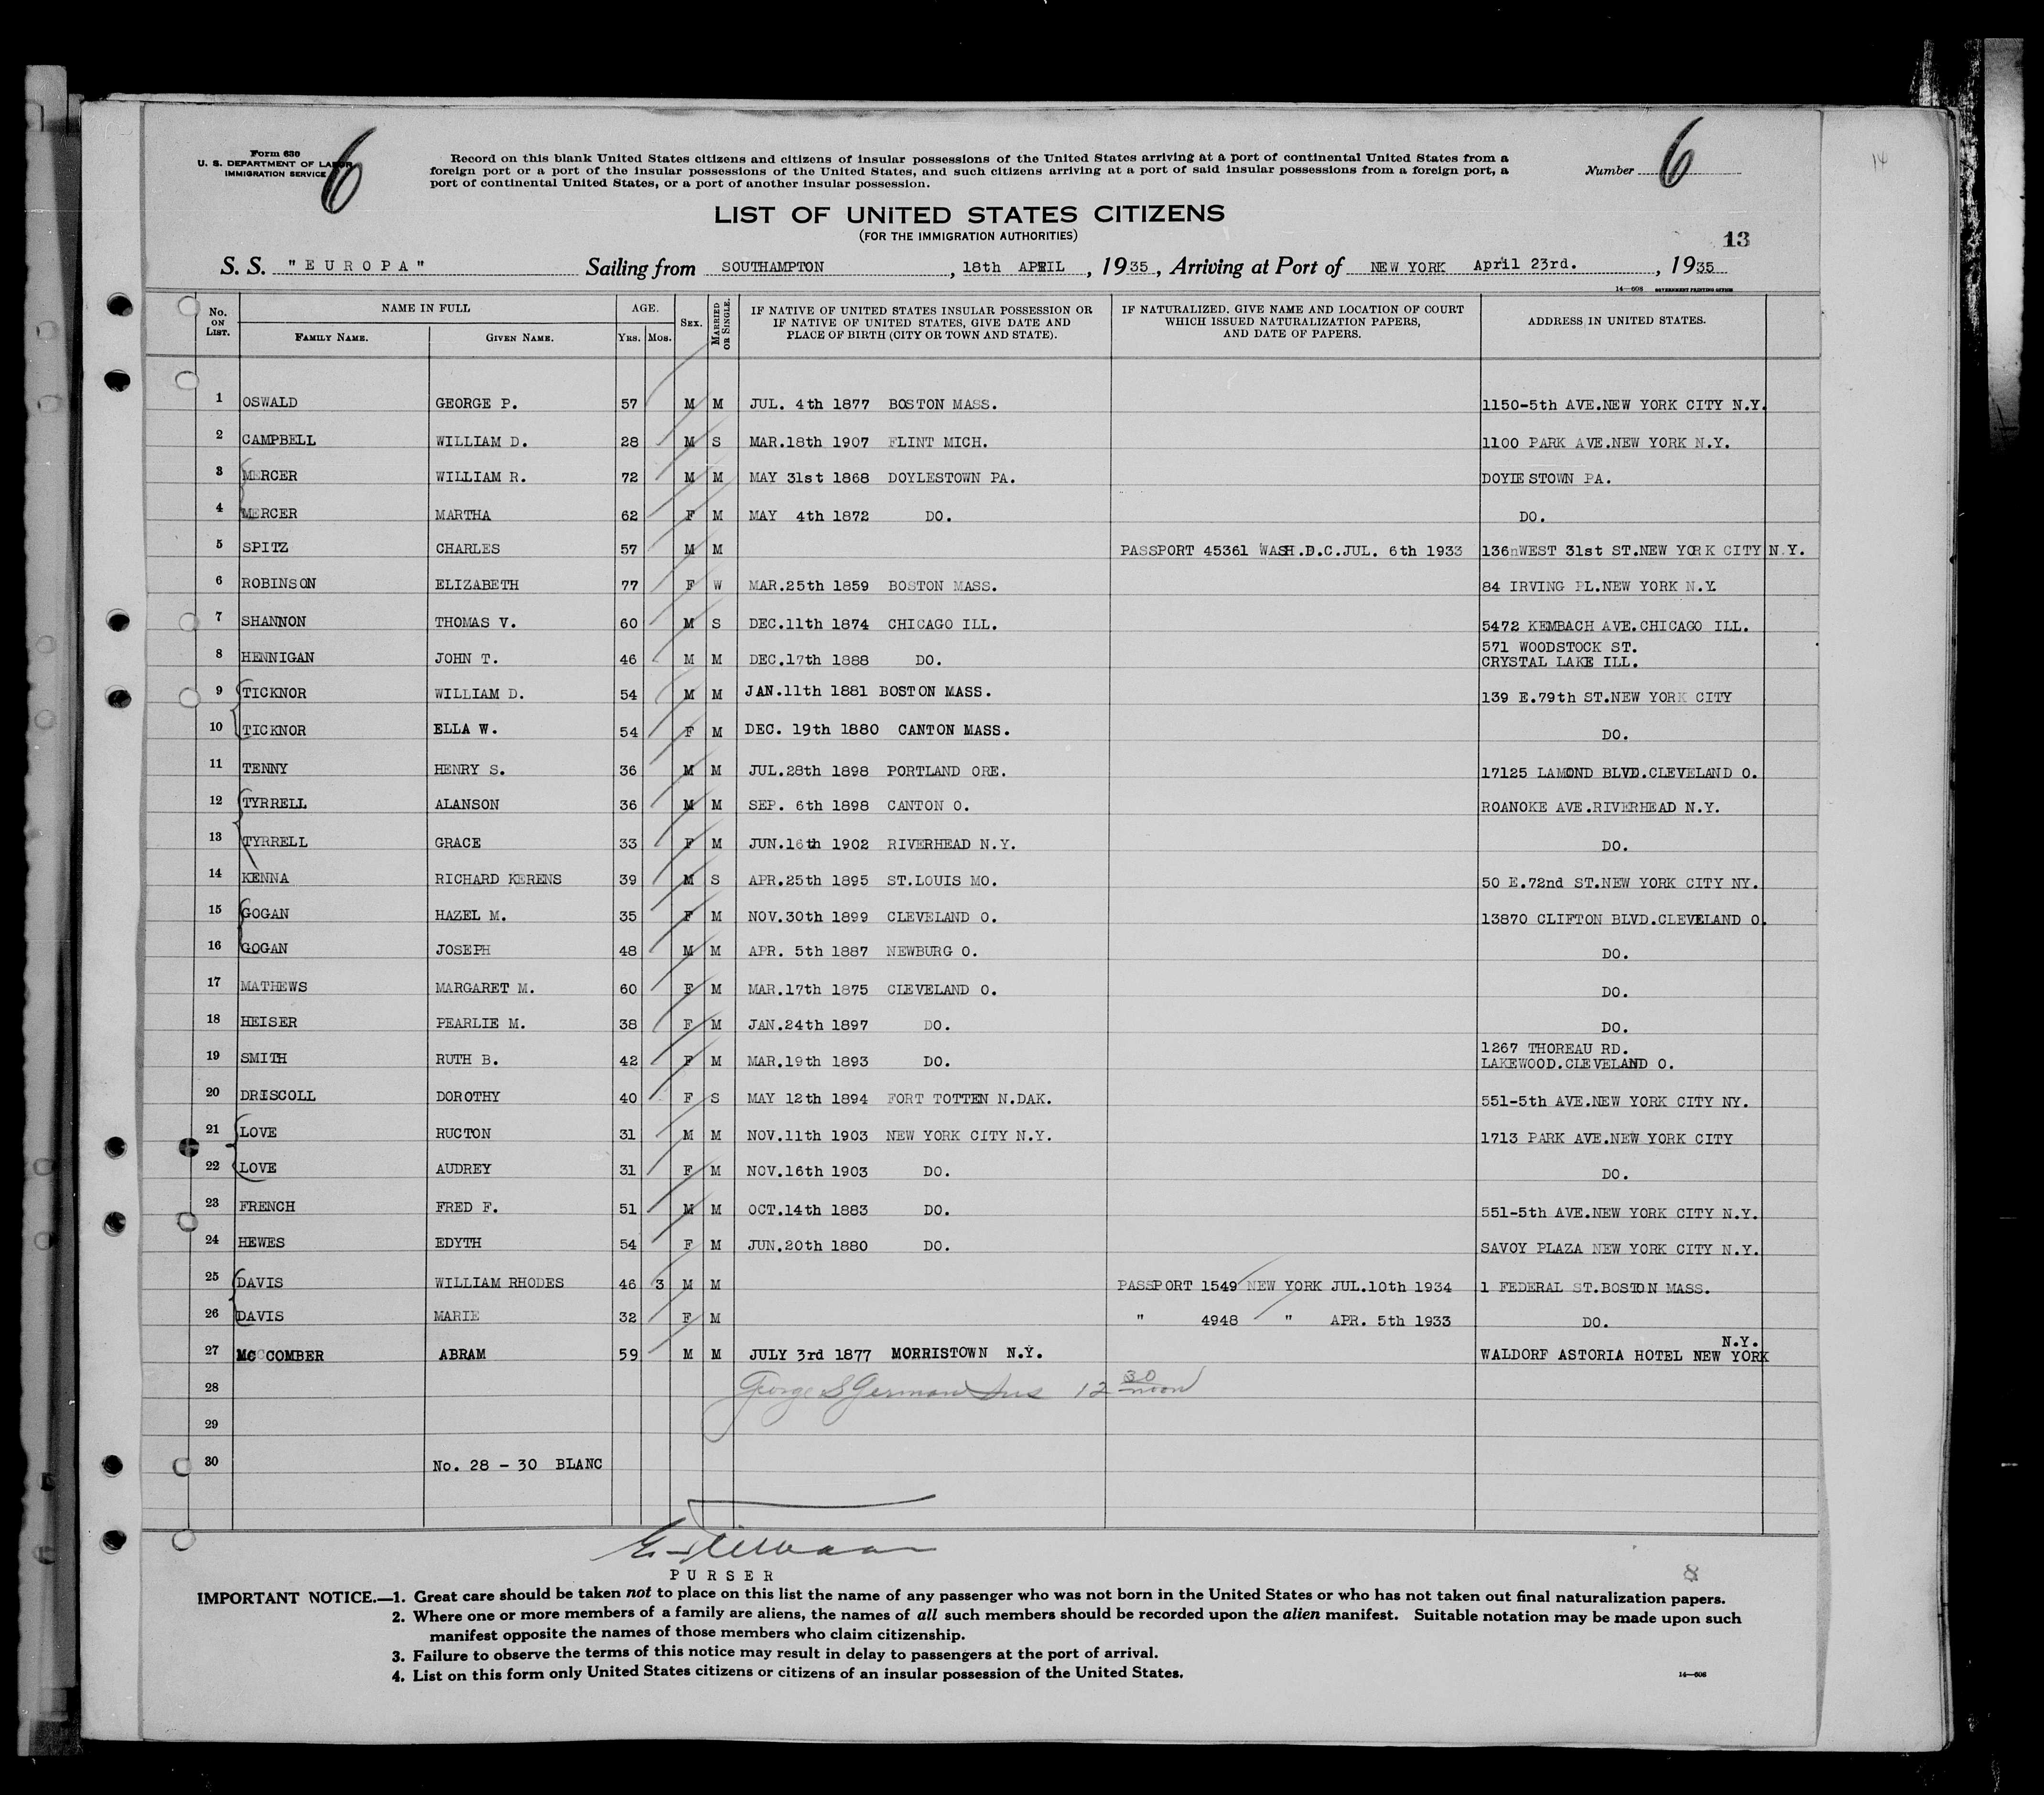 Form 630
U. S. DEPARTMENT OF LABOR
IMMIGRATION SERVICE
6
Record on this blank United States citizens and citizens of insular possessions of the United States arriving at a port of continental United States from a
foreign port or a port of the insular possessions of the United States, and such citizens arriving at a port of said insular possessions from a foreign port, a
port of continental United States, or a port of another insular possession.
Number 6
14
LIST OF UNITED STATES CITIZENS
(FOR THE IMMIGRATION AUTHORITIES)
13
S. S. "EUROPA" Sailing from SOUTHAMPTON, 18th APRIL, 1935, Arriving at Port of NEW YORK April 23rd., 1935
14—608 GOVERNMENT PRINTING OFFICE
No. ON LIST. NAME IN FULL FAMILY NAME. GIVEN NAME. AGE. YRS. MOS. SEX. MARRIED OR SINGLE. IF NATIVE OF UNITED STATES INSULAR POSSESSION OR IF NATIVE OF UNITED STATES, GIVE DATE AND PLACE OF BIRTH (CITY OR TOWN AND STATE). IF NATURALIZED, GIVE NAME AND LOCATION OF COURT WHICH ISSUED NATURALIZATION PAPERS, AND DATE OF PAPERS. ADDRESS IN UNITED STATES.
1 OSWALD GEORGE P. 57 M M JUL. 4th 1877 BOSTON MASS. 1150-5th AVE.NEW YORK CITY N.Y.
2 CAMPBELL WILLIAM D. 28 M S MAR.18th 1907 FLINT MICH. 1100 PARK AVE.NEW YORK N.Y.
3 MERCER WILLIAM R. 72 M M MAY 31st 1868 DOYLESTOWN PA. DOYLESTOWN PA.
4 MERCER MARTHA 62 F M MAY 4th 1872 DO. DO.
5 SPITZ CHARLES 57 M M PASSPORT 45361 WASH.D.C.JUL. 6th 1933 136nWEST 31st ST.NEW YORK CITY N.Y.
6 ROBINSON ELIZABETH 77 F W MAR.25th 1859 BOSTON MASS. 84 IRVING PL.NEW YORK N.Y.
7 SHANNON THOMAS V. 60 M S DEC.11th 1874 CHICAGO ILL. 5472 KEMBACH AVE.CHICAGO ILL.
8 HENNIGAN JOHN T. 46 M M DEC.17th 1888 DO. 571 WOODSTOCK ST.
CRYSTAL LAKE ILL.
9 TICKNOR WILLIAM D. 54 M M JAN.11th 1881 BOSTON MASS. 139 E.79th ST.NEW YORK CITY
10 TICKNOR ELLA W. 54 F M DEC. 19th 1880 CANTON MASS. DO.
11 TENNY HENRY S. 36 M M JUL.28th 1898 PORTLAND ORE. 17125 LAMOND BLVD.CLEVELAND O.
12 TYRRELL ALANSON 36 M M SEP. 6th 1898 CANTON O. ROANOKE AVE.RIVERHEAD N.Y.
13 TYRRELL GRACE 33 F M JUN.16th 1902 RIVERHEAD N.Y. DO.
14 KENNA RICHARD KERENS 39 M S APR.25th 1895 ST.LOUIS MO. 50 E.72nd ST.NEW YORK CITY NY.
15 GOGAN HAZEL M. 35 F M NOV.30th 1899 CLEVELAND O. 13870 CLIFTON BLVD.CLEVELAND O.
16 GOGAN JOSEPH 48 M M APR. 5th 1887 NEWBURG O. DO.
17 MATHEWS MARGARET M. 60 F M MAR.17th 1875 CLEVELAND O. DO.
18 HEISER PEARLIE M. 38 F M JAN.24th 1897 DO. DO.
19 SMITH RUTH B. 42 F M MAR.19th 1893 DO. 1267 THOREAU RD.
LAKEWOOD.CLEVELAND O.
20 DRISCOLL DOROTHY 40 F S MAY 12th 1894 FORT TOTTEN N.DAK. 551-5th AVE.NEW YORK CITY NY.
21 LOVE RUCTON 31 M M NOV.11th 1903 NEW YORK CITY N.Y. 1713 PARK AVE.NEW YORK CITY
22 LOVE AUDREY 31 F M NOV.16th 1903 DO. DO.
23 FRENCH FRED F. 51 M M OCT.14th 1883 DO. 551-5th AVE.NEW YORK CITY N.Y.
24 HEWES EDYTH 54 F M JUN.20th 1880 DO. SAVOY PLAZA NEW YORK CITY N.Y.
25 DAVIS WILLIAM RHODES 46 3 M M PASSPORT 1549 NEW YORK JUL.10th 1934 1 FEDERAL ST.BOSTON MASS.
26 DAVIS MARIE 32 F M " 4948 " APR. 5th 1933 DO.
27 MCCOMBER ABRAM 59 M M JULY 3rd 1877 MORRISTOWN N.Y. WALDORF ASTORIA HOTEL NEW YORK N.Y.
28 George S German Ins 12 30 noon
29
30 No. 28 - 30 BLANC
PURSER
8
IMPORTANT NOTICE.—1. Great care should be taken not to place on this list the name of any passenger who was not born in the United States or who has not taken out final naturalization papers.
2. Where one or more members of a family are aliens, the names of all such members should be recorded upon the alien manifest. Suitable notation may be made upon such
manifest opposite the names of those members who claim citizenship.
3. Failure to observe the terms of this notice may result in delay to passengers at the port of arrival.
4. List on this form only United States citizens or citizens of an insular possession of the United States.
14—608